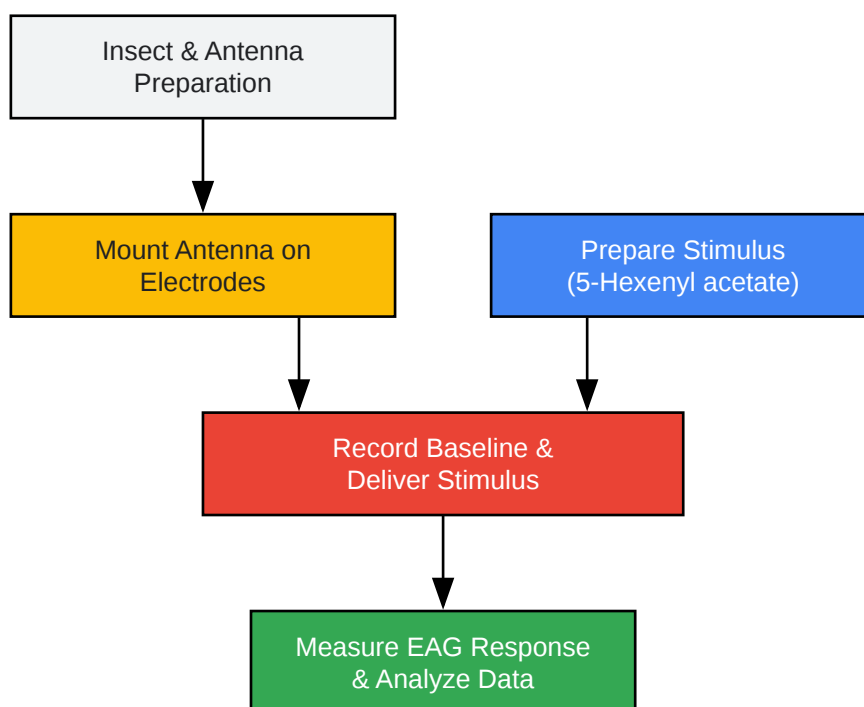 Insect & Antenna
Preparation
Mount Antenna on
Electrodes
Prepare Stimulus
(5-Hexenyl acetate)
Record Baseline &
Deliver Stimulus
Measure EAG Response
& Analyze Data